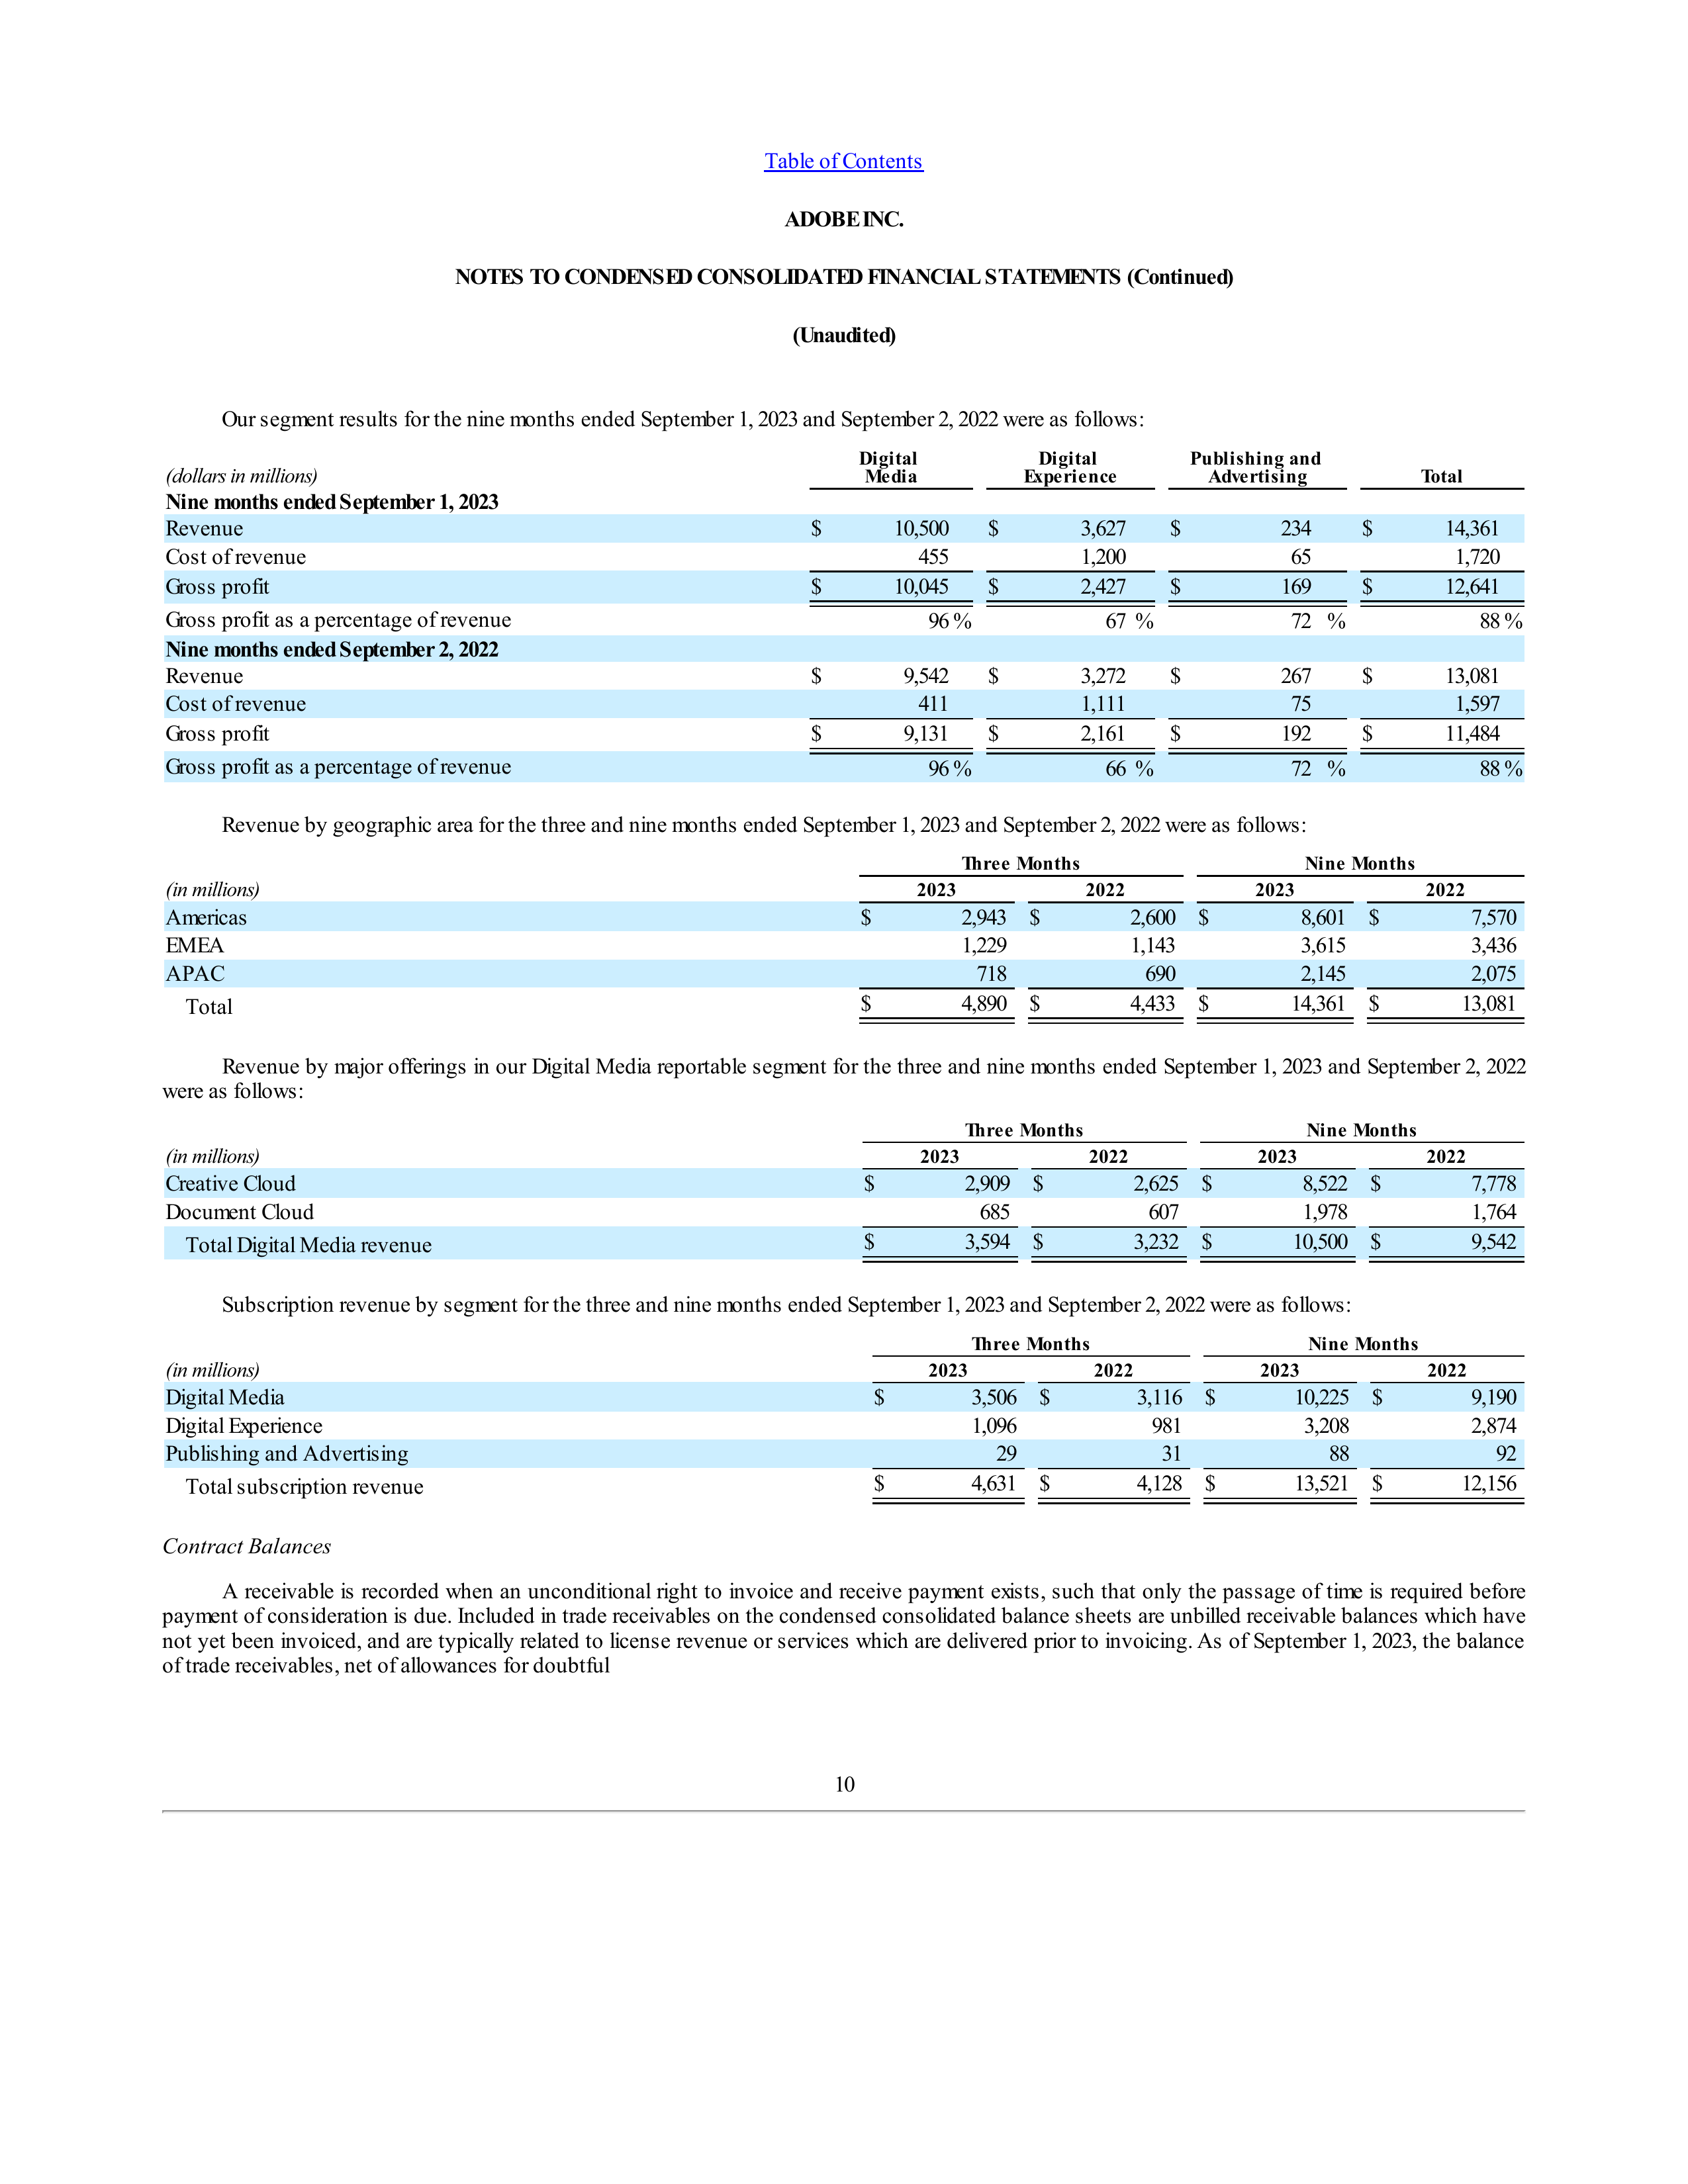 Table of Contents
ADOBE INC.
NOTES TO CONDENSED CONSOLIDATED FINANCIAL STATEMENTS (Continued)
(Unaudited)
Our segment results for the nine months ended September 1, 2023 and September 2, 2022 were as follows:
(dollars in millions) Digital Media Digital Experience Publishing and Advertising Total
Nine months ended September 1, 2023
Revenue $ 10,500 $ 3,627 $ 234 $ 14,361
Cost of revenue 455 1,200 65 1,720
Gross profit $ 10,045 $ 2,427 $ 169 $ 12,641
Gross profit as a percentage of revenue 96 % 67 % 72 % 88 %
Nine months ended September 2, 2022
Revenue $ 9,542 $ 3,272 $ 267 $ 13,081
Cost of revenue 411 1,111 75 1,597
Gross profit $ 9,131 $ 2,161 $ 192 $ 11,484
Gross profit as a percentage of revenue 96 % 66 % 72 % 88 %
Revenue by geographic area for the three and nine months ended September 1, 2023 and September 2, 2022 were as follows:
Three Months Nine Months
(in millions) 2023 2022 2023 2022
Americas $ 2,943 $ 2,600 $ 8,601 $ 7,570
EMEA 1,229 1,143 3,615 3,436
APAC 718 690 2,145 2,075
Total $ 4,890 $ 4,433 $ 14,361 $ 13,081
Revenue by major offerings in our Digital Media reportable segment for the three and nine months ended September 1, 2023 and September 2, 2022
were as follows:
Three Months Nine Months
(in millions) 2023 2022 2023 2022
Creative Cloud $ 2,909 $ 2,625 $ 8,522 $ 7,778
Document Cloud 685 607 1,978 1,764
Total Digital Media revenue $ 3,594 $ 3,232 $ 10,500 $ 9,542
Subscription revenue by segment for the three and nine months ended September 1, 2023 and September 2, 2022 were as follows:
Three Months Nine Months
(in millions) 2023 2022 2023 2022
Digital Media $ 3,506 $ 3,116 $ 10,225 $ 9,190
Digital Experience 1,096 981 3,208 2,874
Publishing and Advertising 29 31 88 92
Total subscription revenue $ 4,631 $ 4,128 $ 13,521 $ 12,156
Contract Balances
A receivable is recorded when an unconditional right to invoice and receive payment exists, such that only the passage of time is required before
payment of consideration is due. Included in trade receivables on the condensed consolidated balance sheets are unbilled receivable balances which have
not yet been invoiced, and are typically related to license revenue or services which are delivered prior to invoicing. As of September 1, 2023, the balance
of trade receivables, net of allowances for doubtful
10